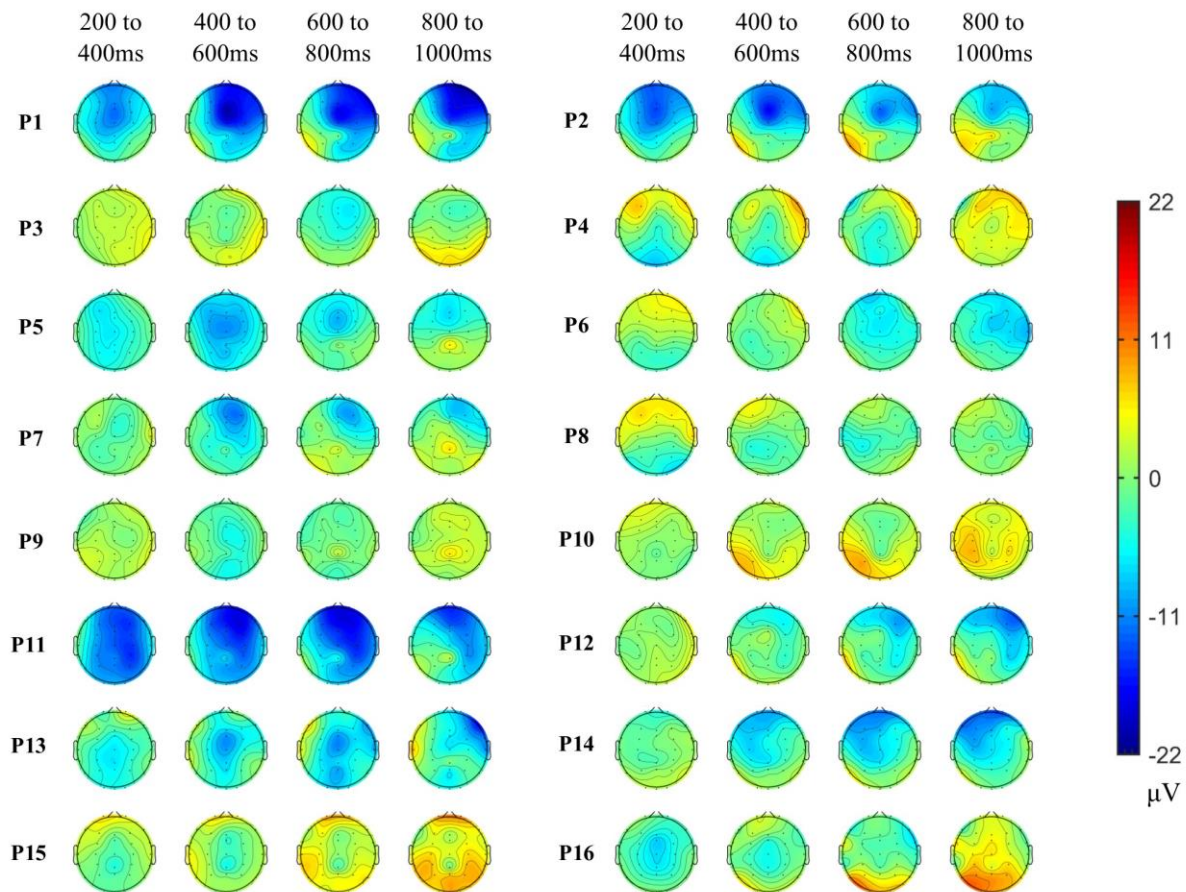 200 to 400 to 600 to 800 to 200 to 400 to 600 to 800 to
400ms 600ms 800ms 1000ms 400ms 600ms 800ms 1000ms
P1 P2
P3 P4
P5 P6
P7 P8
P9 P10
P11 P12
P13 P14
P15 P16
22
11
0
-11
-22
μV